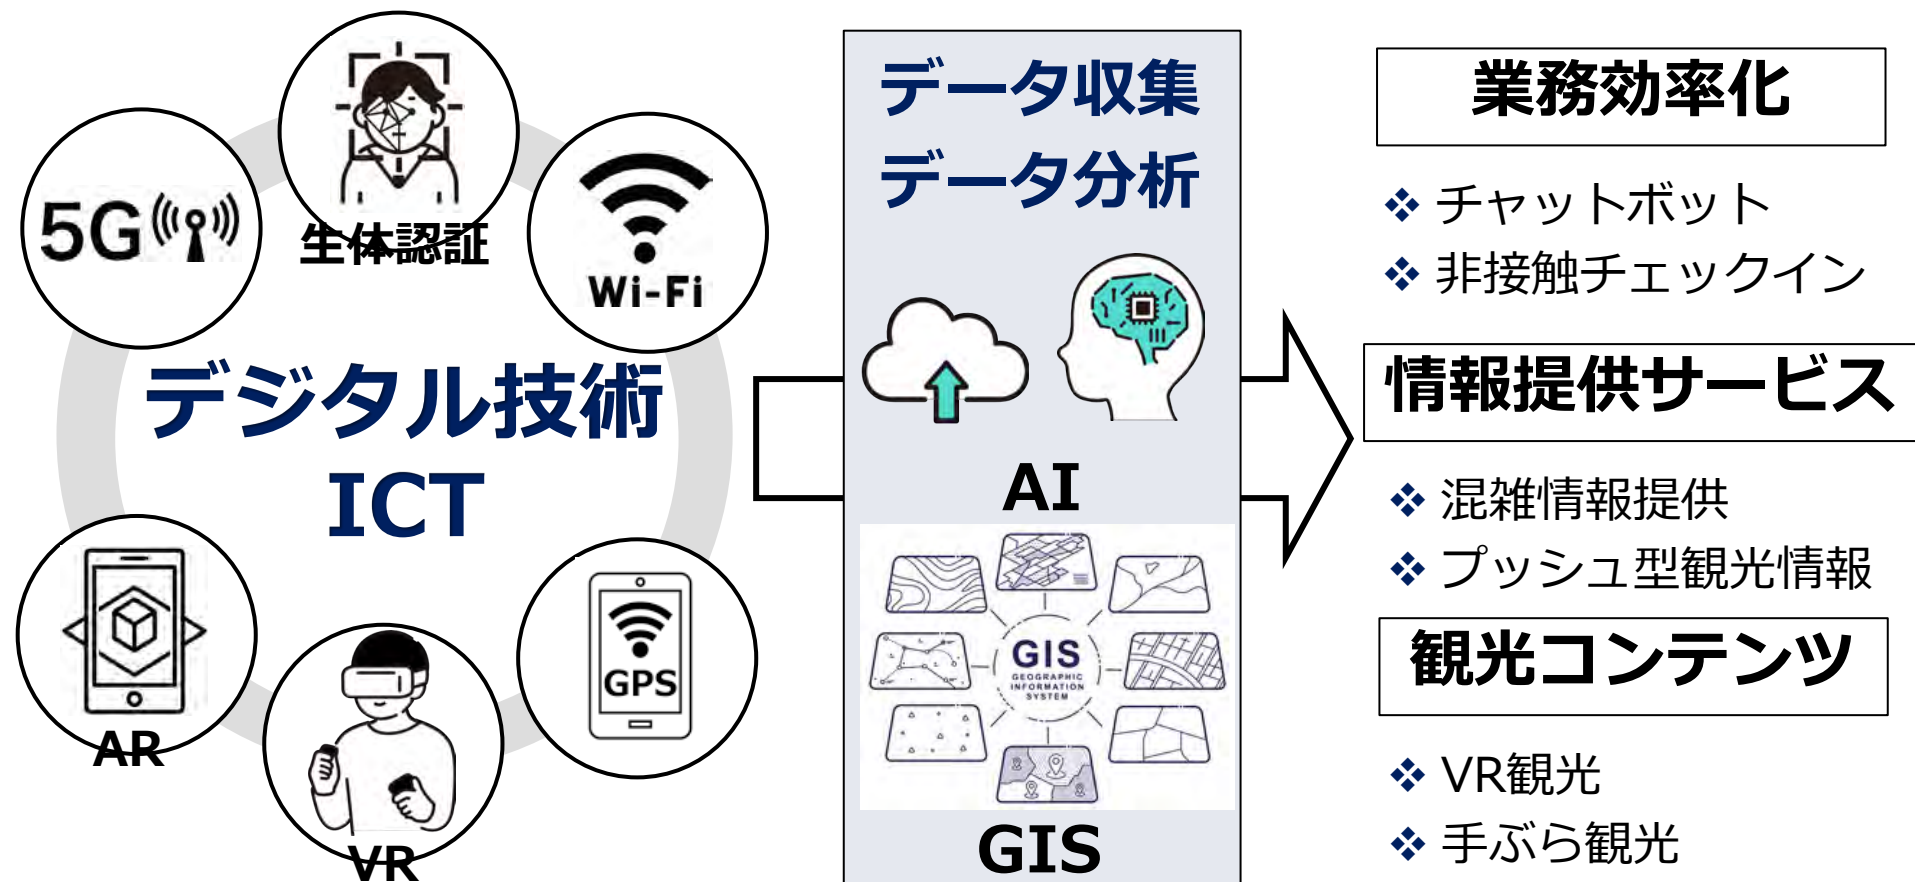 5G
生体認証
Wi-Fi
デジタル技術
ICT
AR
VR
GPS
データ収集
データ分析
AI
GIS
GEOGRAPHIC
INFORMATION
SYSTEM
GIS
業務効率化
❖ チャットボット
❖ 非接触チェックイン
情報提供サービス
❖ 混雑情報提供
❖ プッシュ型観光情報
観光コンテンツ
❖ VR観光
❖ 手ぶら観光